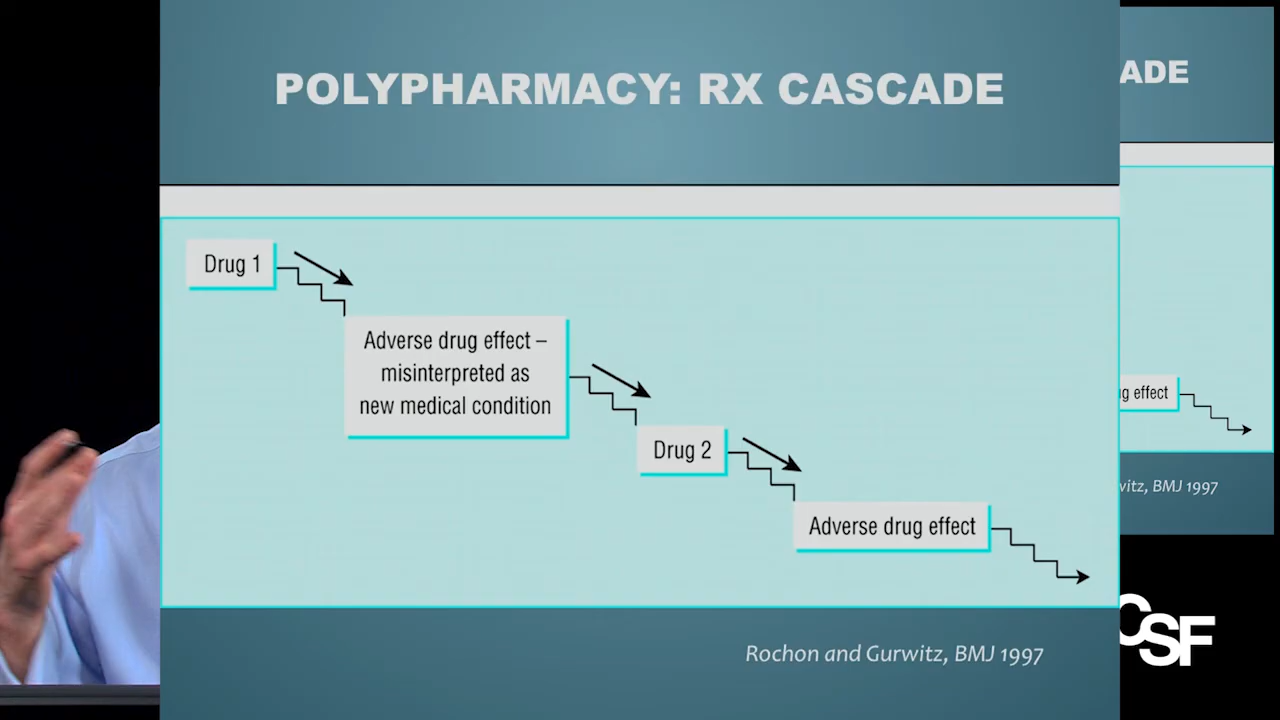 POLYPHARMACY: RX CASCADE
Drug 1
Adverse drug effect –
misinterpreted as
new medical condition
Drug 2
Adverse drug effect
Rochon and Gurwitz, BMJ 1997
ADE
g effect
witz, BMJ 1997
CSF